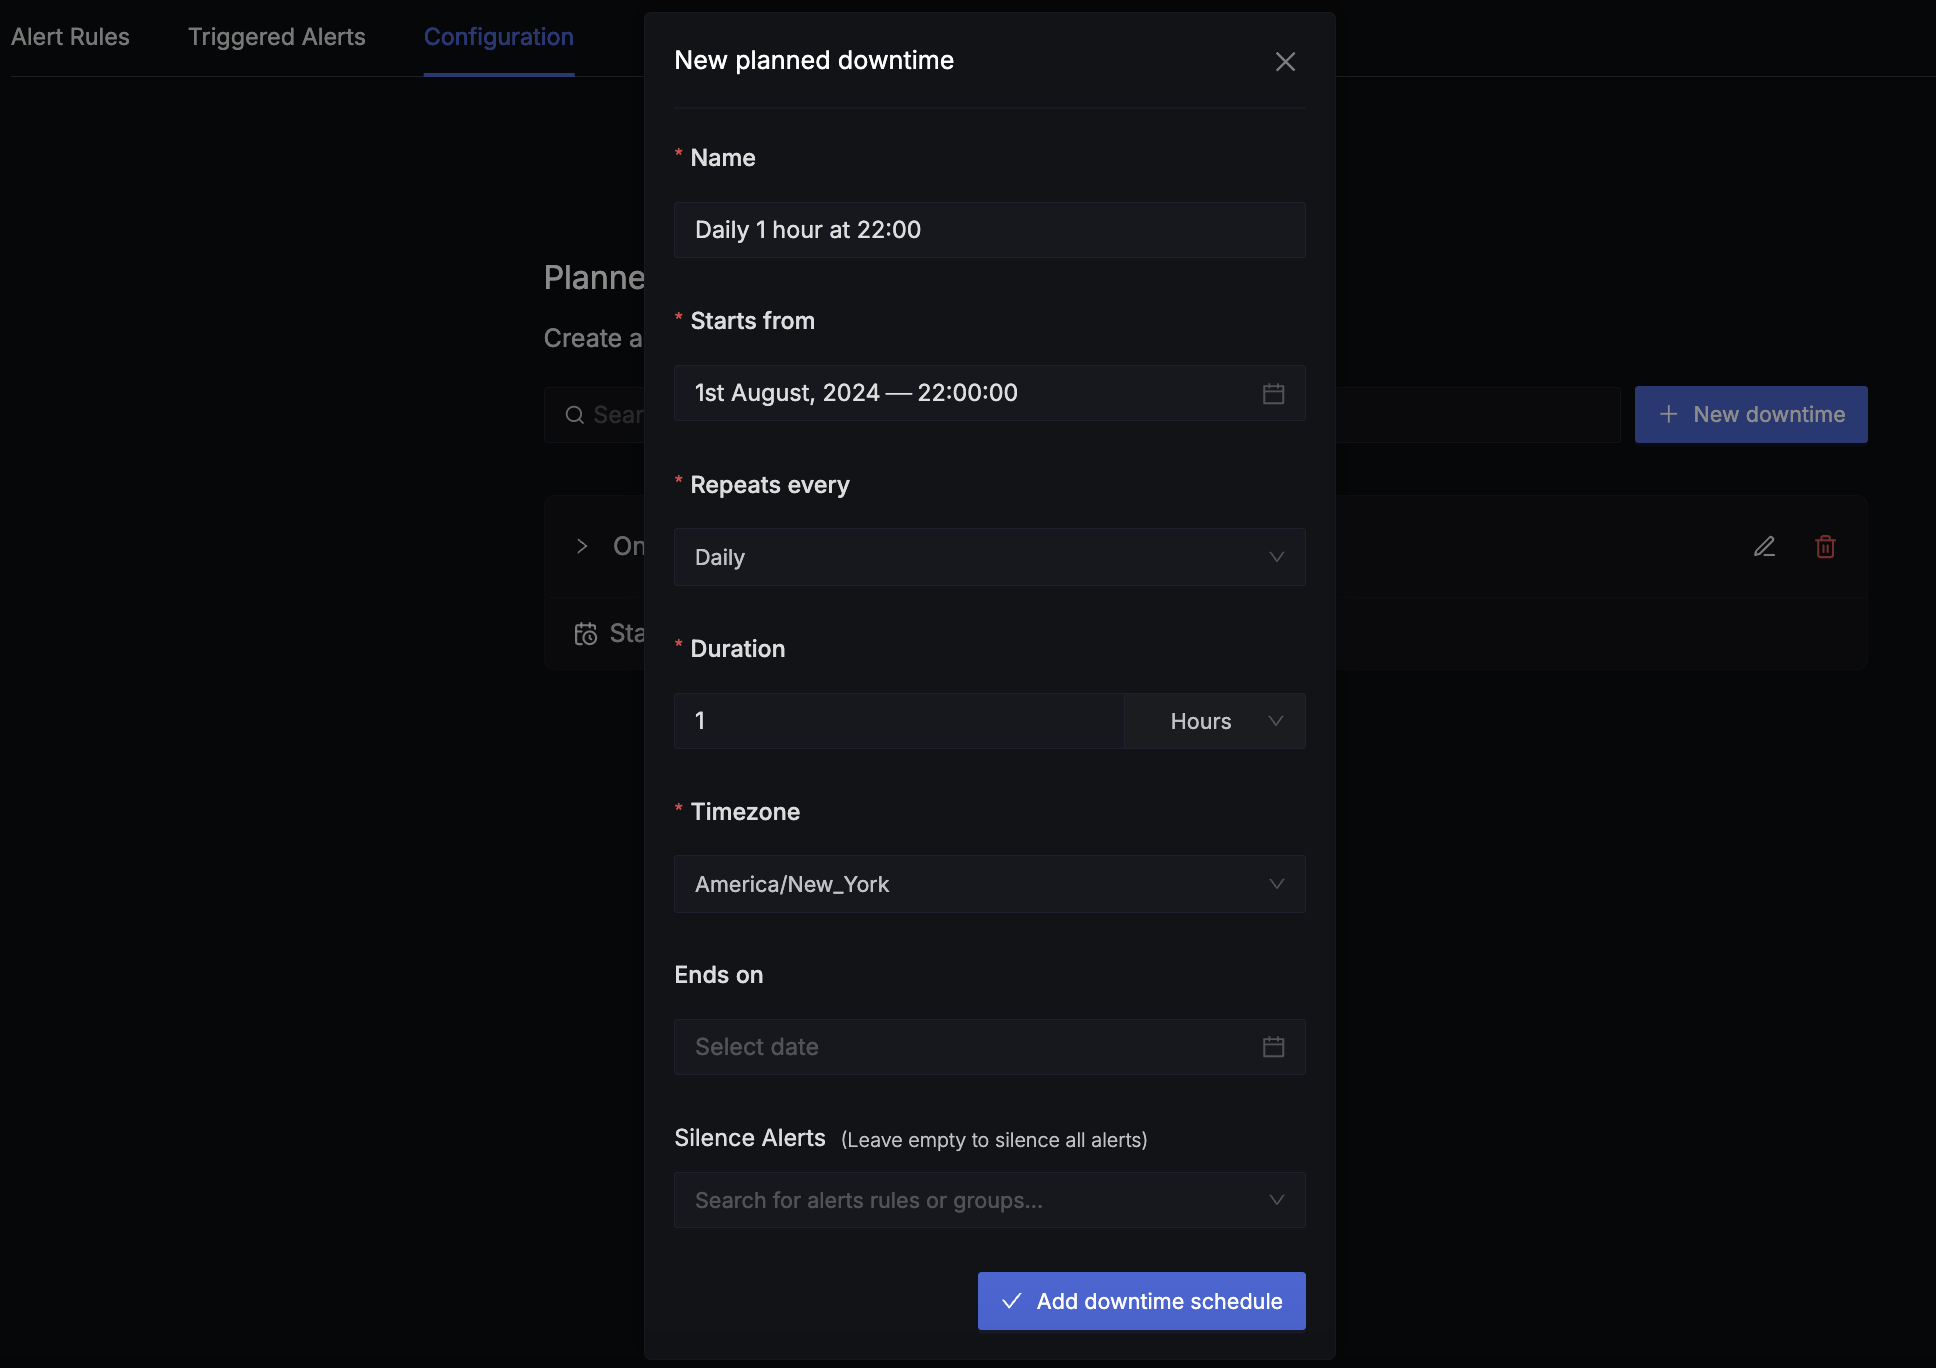 Alert Rules Triggered Alerts Configuration
New planned downtime
* Name
Daily 1 hour at 22:00
Planne
* Starts from
Create a
1st August, 2024 — 22:00:00
Sear
+ New downtime
* Repeats every
On
Daily
Sta
* Duration
1 Hours
* Timezone
America/New_York
Ends on
Select date
Silence Alerts (Leave empty to silence all alerts)
Search for alerts rules or groups...
Add downtime schedule